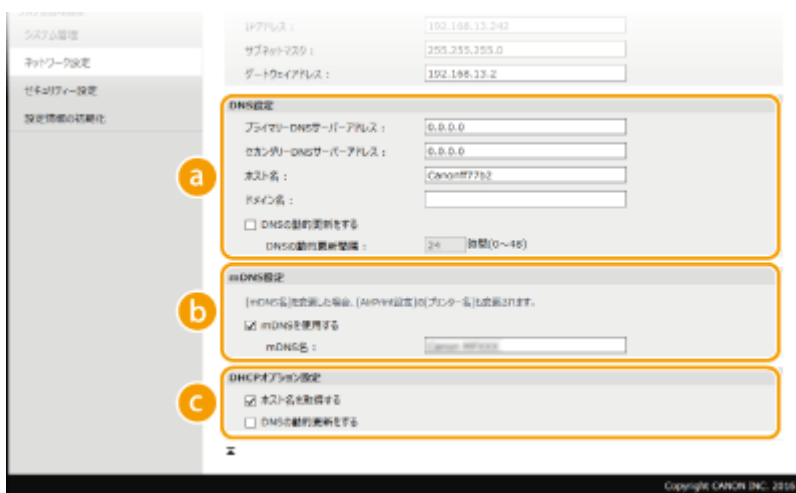 システム管理
ネットワーク設定
セキュリティー設定
設定情報の初期化
IPアドレス： 192.168.13.242
サブネットマスク： 255.255.255.0
ゲートウェイアドレス： 192.168.13.2
a
DNS設定
プライマリーDNSサーバーアドレス： 0.0.0.0
セカンダリーDNSサーバーアドレス： 0.0.0.0
ホスト名： Canonff77b2
ドメイン名：
DNSの動的更新をする
DNSの動的更新間隔： 24 時間(0～48)
b
mDNS設定
[mDNS名]を変更した場合、[AirPrint設定]の[プリンター名]も変更されます。
mDNSを使用する
mDNS名：
c
DHCPオプション設定
ホスト名を取得する
DNSの動的更新をする
Copyright CANON INC. 2016